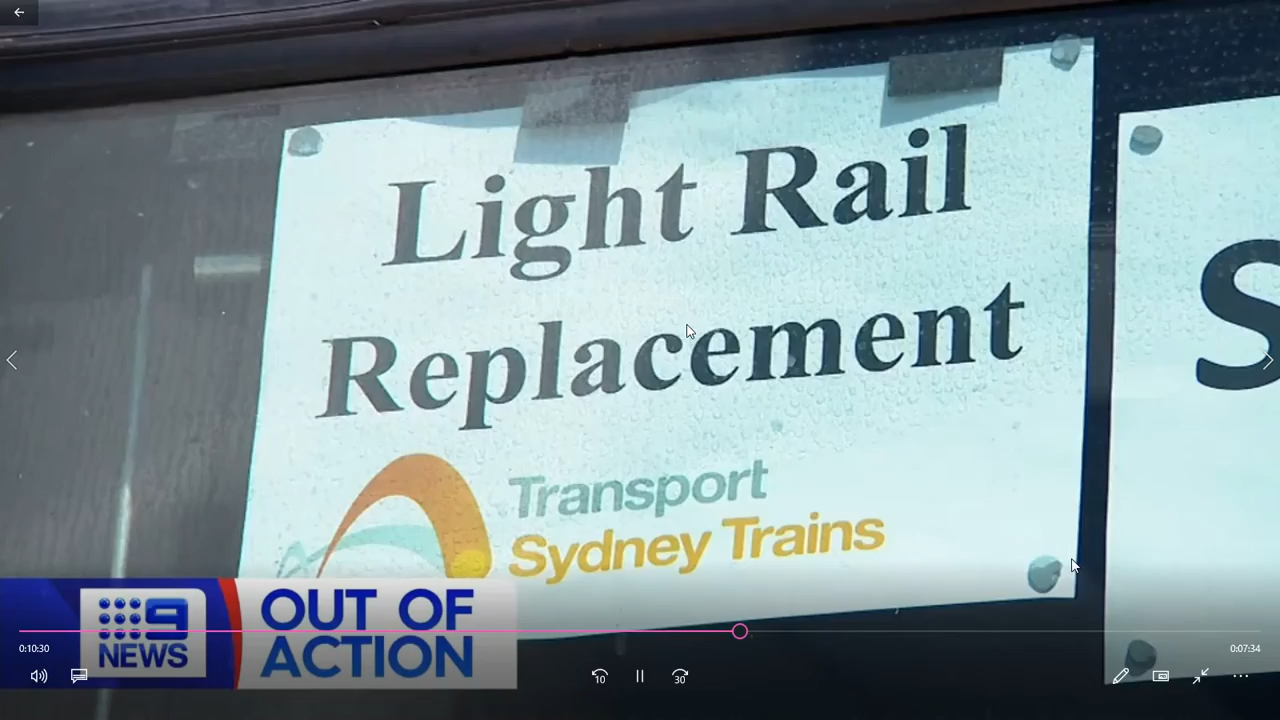 Light Rail
Replacement
Transport
Sydney Trains
S
9
NEWS
OUT OF
ACTION
0:10:30
0:07:34
10
30